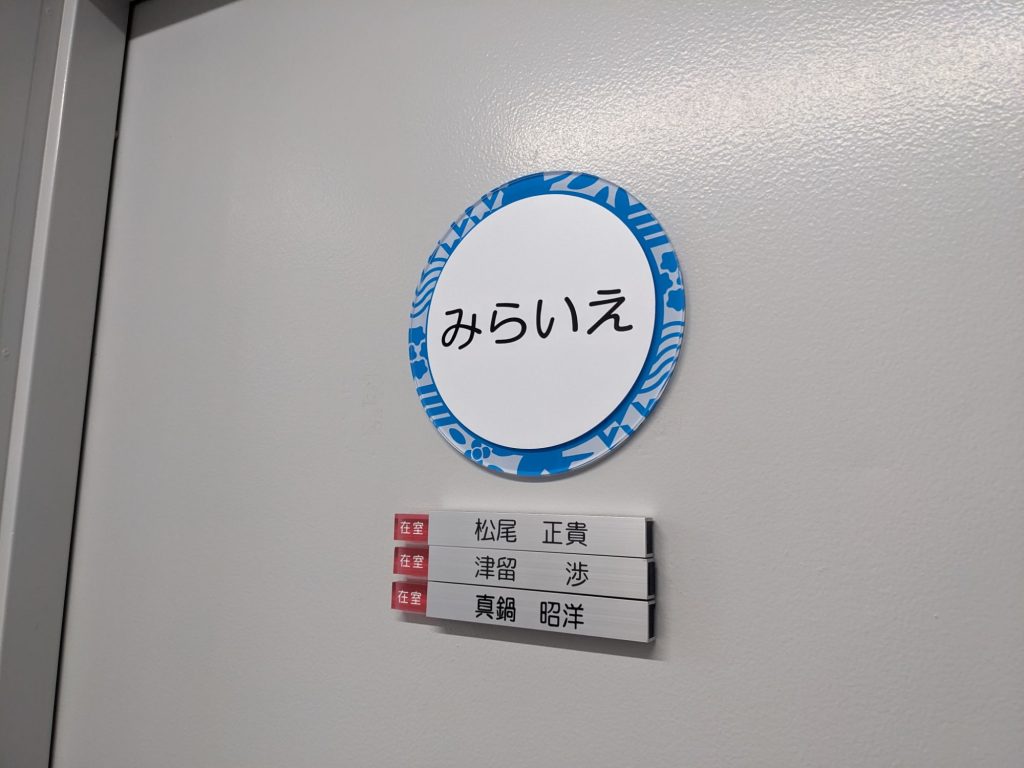 みらいえ
在室 松尾 正貴
在室 津留 渉
在室 真鍋 昭洋